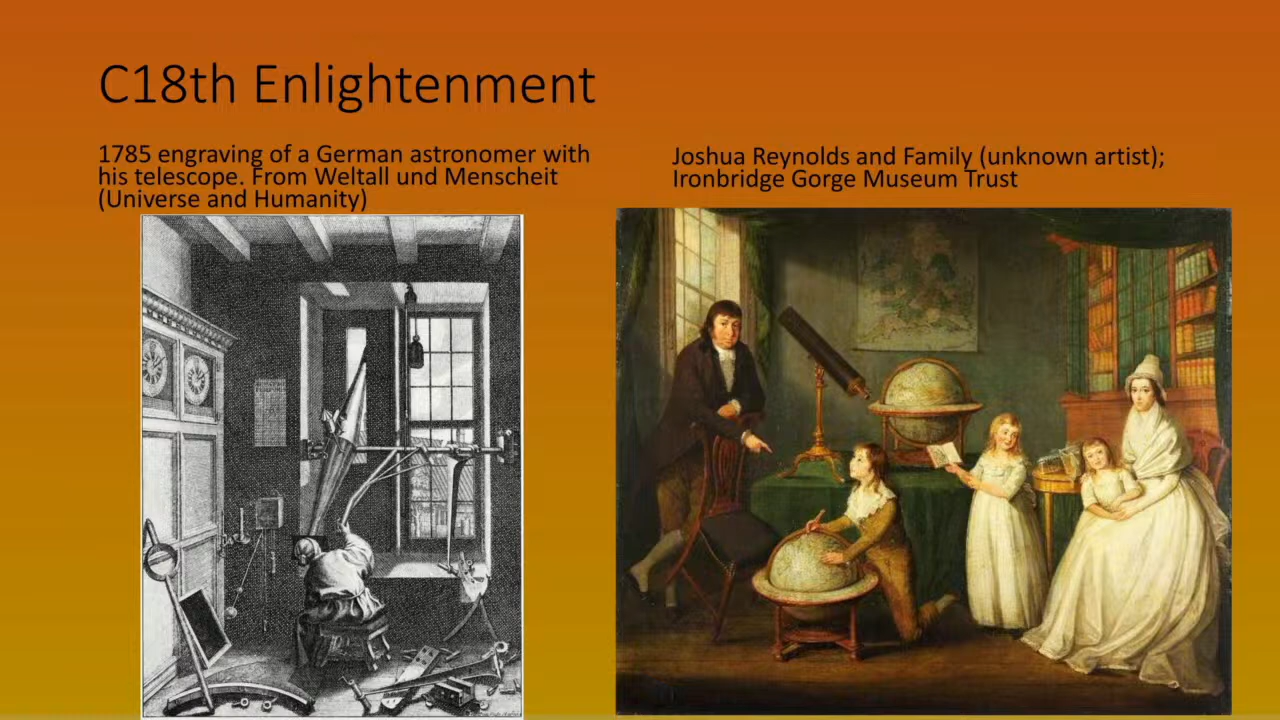 C18th Enlightenment
1785 engraving of a German astronomer with
his telescope. From Weltall und Menscheit
(Universe and Humanity)
Joshua Reynolds and Family (unknown artist);
Ironbridge Gorge Museum Trust